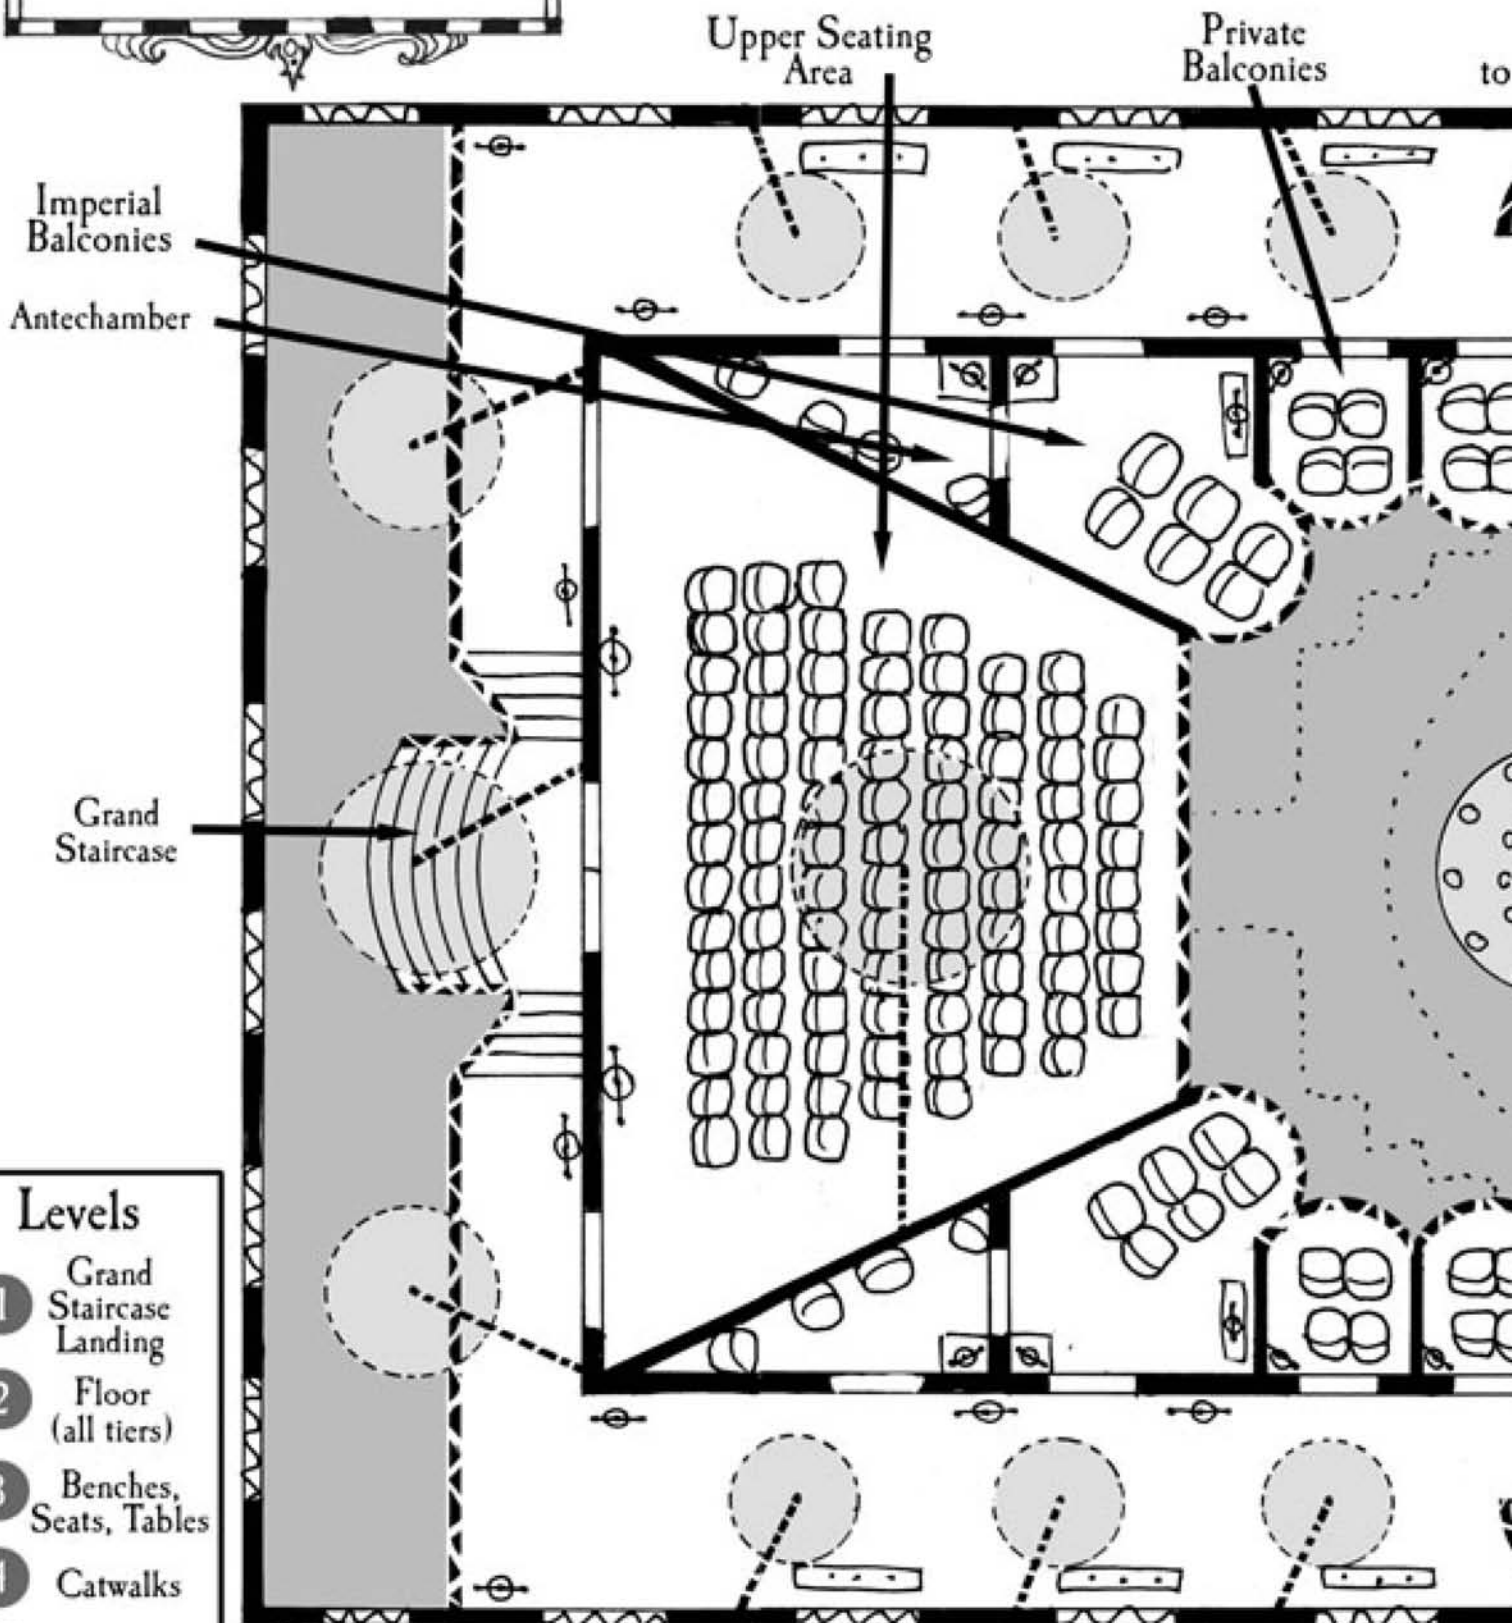 Upper Seating
Area
Private
Balconies
to
Imperial
Balconies
Antechamber
Grand
Staircase
Levels
1
Grand
Staircase
Landing
2
Floor
(all tiers)
3
Benches,
Seats, Tables
4
Catwalks